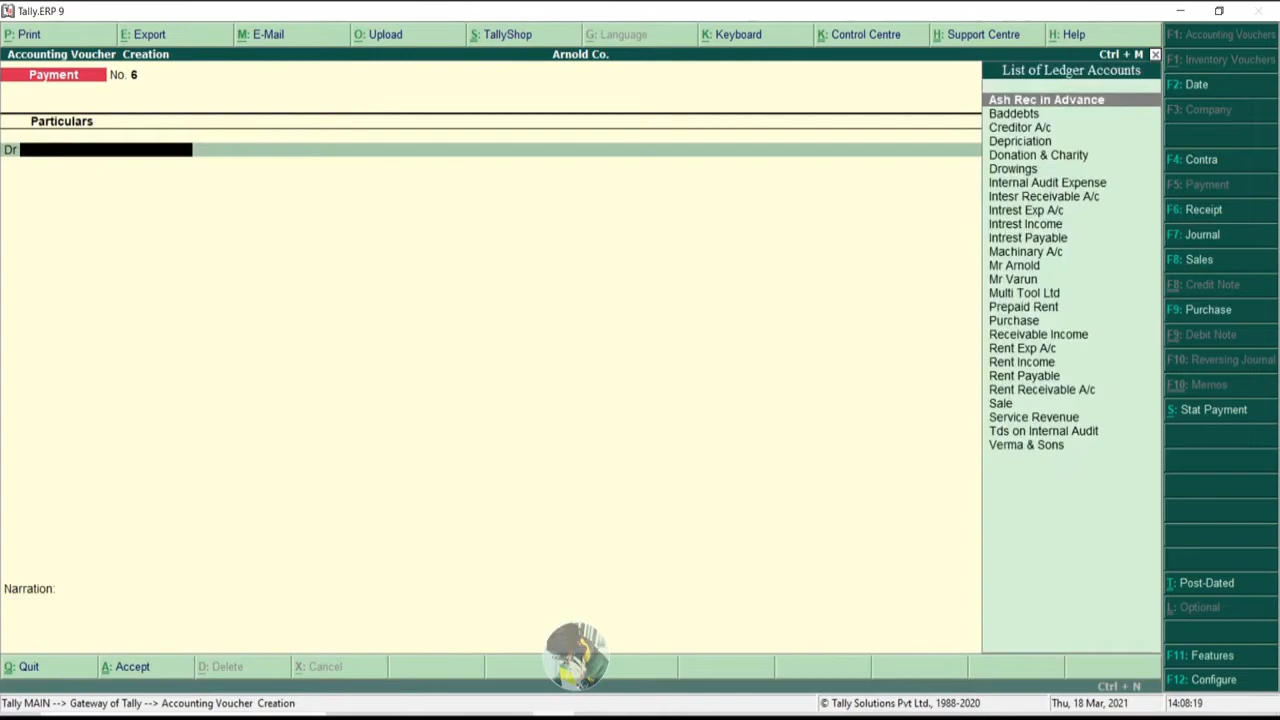 Tally.ERP 9
P: Print
E: Export
M: E-Mail
O: Upload
S: TallyShop
G: Language
K: Keyboard
K: Control Centre
H: Support Centre
H: Help
Accounting Voucher Creation
Arnold Co.
Ctrl + M
Payment No. 6
Particulars
Dr
List of Ledger Accounts
Ash Rec in Advance
Baddebts
Creditor A/c
Depriciation
Donation & Charity
Drowings
Internal Audit Expense
Intesr Receivable A/c
Intrest Exp A/c
Intrest Income
Intrest Payable
Machinary A/c
Mr Arnold
Mr Varun
Multi Tool Ltd
Prepaid Rent
Purchase
Receivable Income
Rent Exp A/c
Rent Income
Rent Payable
Rent Receivable A/c
Sale
Service Revenue
Tds on Internal Audit
Verma & Sons
F1: Accounting Vouchers
F1: Inventory Vouchers
F2: Date
F3: Company
F4: Contra
F5: Payment
F6: Receipt
F7: Journal
F8: Sales
F8: Credit Note
F9: Purchase
F9: Debit Note
F10: Reversing Journal
F10: Memos
S: Stat Payment
T: Post-Dated
L: Optional
F11: Features
F12: Configure
Narration:
Q: Quit
A: Accept
D: Delete
X: Cancel
Ctrl + N
Tally MAIN --> Gateway of Tally --> Accounting Voucher Creation
© Tally Solutions Pvt Ltd., 1988-2020
Thu, 18 Mar, 2021
14:08:19